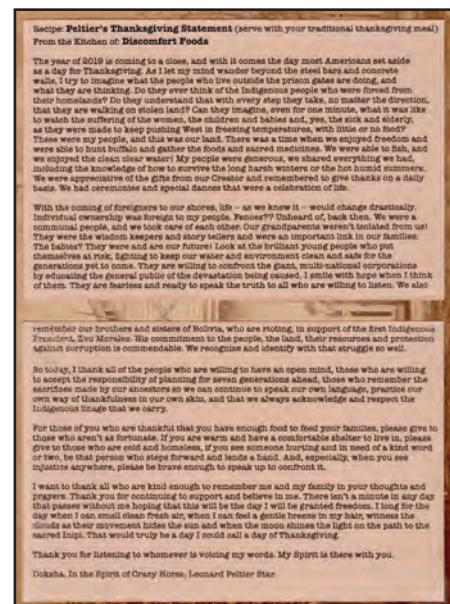 Recipe: Peltier's Thanksgiving Statement (serve with your traditional thanksgiving meal)
From the Kitchen of: Discomfort Foods
The year of 2019 is coming to a close, and with it comes the day most Americans set aside
as a day for Thanksgiving. As I let my mind wander beyond the steel bars and concrete
walls, I try to imagine what the people who live outside the prison gates are doing, and
what they are thinking. Do they ever think of the Indigenous people who were forced from
their homelands? Do they understand that with every step they take, no matter the direction,
that they are walking on stolen land? Can they imagine, even for one minute, what it was like
to watch the suffering of the women, the children and babies and, yes, the sick and elderly,
as they were made to keep pushing West in freezing temperatures, with little or no food?
These were my people, and this was our land. There was a time when we enjoyed freedom and
were able to hunt buffalo and gather the foods and sacred medicines. We were able to fish, and
we enjoyed the clean clear water! My people were generous, we shared everything we had,
including the knowledge of how to survive the long harsh winters or the hot humid summers.
We were appreciative of the gifts from our Creator and remembered to give thanks on a daily
basis. We had ceremonies and special dances that were a celebration of life.
With the coming of foreigners to our shores, life – as we knew it – would change drastically.
Individual ownership was foreign to my people. Fences?? Unheard of, back then. We were a
communal people, and we took care of each other. Our grandparents weren't isolated from us!
They were the wisdom keepers and story tellers and were an important link in our families.
The babies? They were and are our future! Look at the brilliant young people who put
themselves at risk, fighting to keep our water and environment clean and safe for the
generations yet to come. They are willing to confront the giant, multi-national corporations
by educating the general public of the devastation being caused. I smile with hope when I think
of them. They are fearless and ready to speak the truth to all who are willing to listen. We also
remember our brothers and sisters of Bolivia, who are rioting, in support of the first Indigenous
President, Evo Morales. His commitment to the people, the land, their resources and protection
against corruption is commendable. We recognize and identify with that struggle so well.
So today, I thank all of the people who are willing to have an open mind, those who are willing
to accept the responsibility of planning for seven generations ahead, those who remember the
sacrifices made by our ancestors so we can continue to speak our own language, practice our
own way of thankfulness in our own skin, and that we always acknowledge and respect the
Indigenous linage that we carry.
For those of you who are thankful that you have enough food to feed your families, please give to
those who aren't as fortunate. If you are warm and have a comfortable shelter to live in, please
give to those who are cold and homeless, if you see someone hurting and in need of a kind word
or two, be that person who steps forward and lends a hand. And, especially, when you see
injustice anywhere, please be brave enough to speak up to confront it.
I want to thank all who are kind enough to remember me and my family in your thoughts and
prayers. Thank you for continuing to support and believe in me. There isn't a minute in any day
that passes without me hoping that this will be the day I will be granted freedom. I long for the
day when I can smell clean fresh air, when I can feel a gentle breeze in my hair, witness the
clouds as their movement hides the sun and when the moon shines the light on the path to the
sacred Inipi. That would truly be a day I could call a day of Thanksgiving.
Thank you for listening to whomever is voicing my words. My Spirit is there with you.
Doksha, In the Spirit of Crazy Horse, Leonard Peltier Star